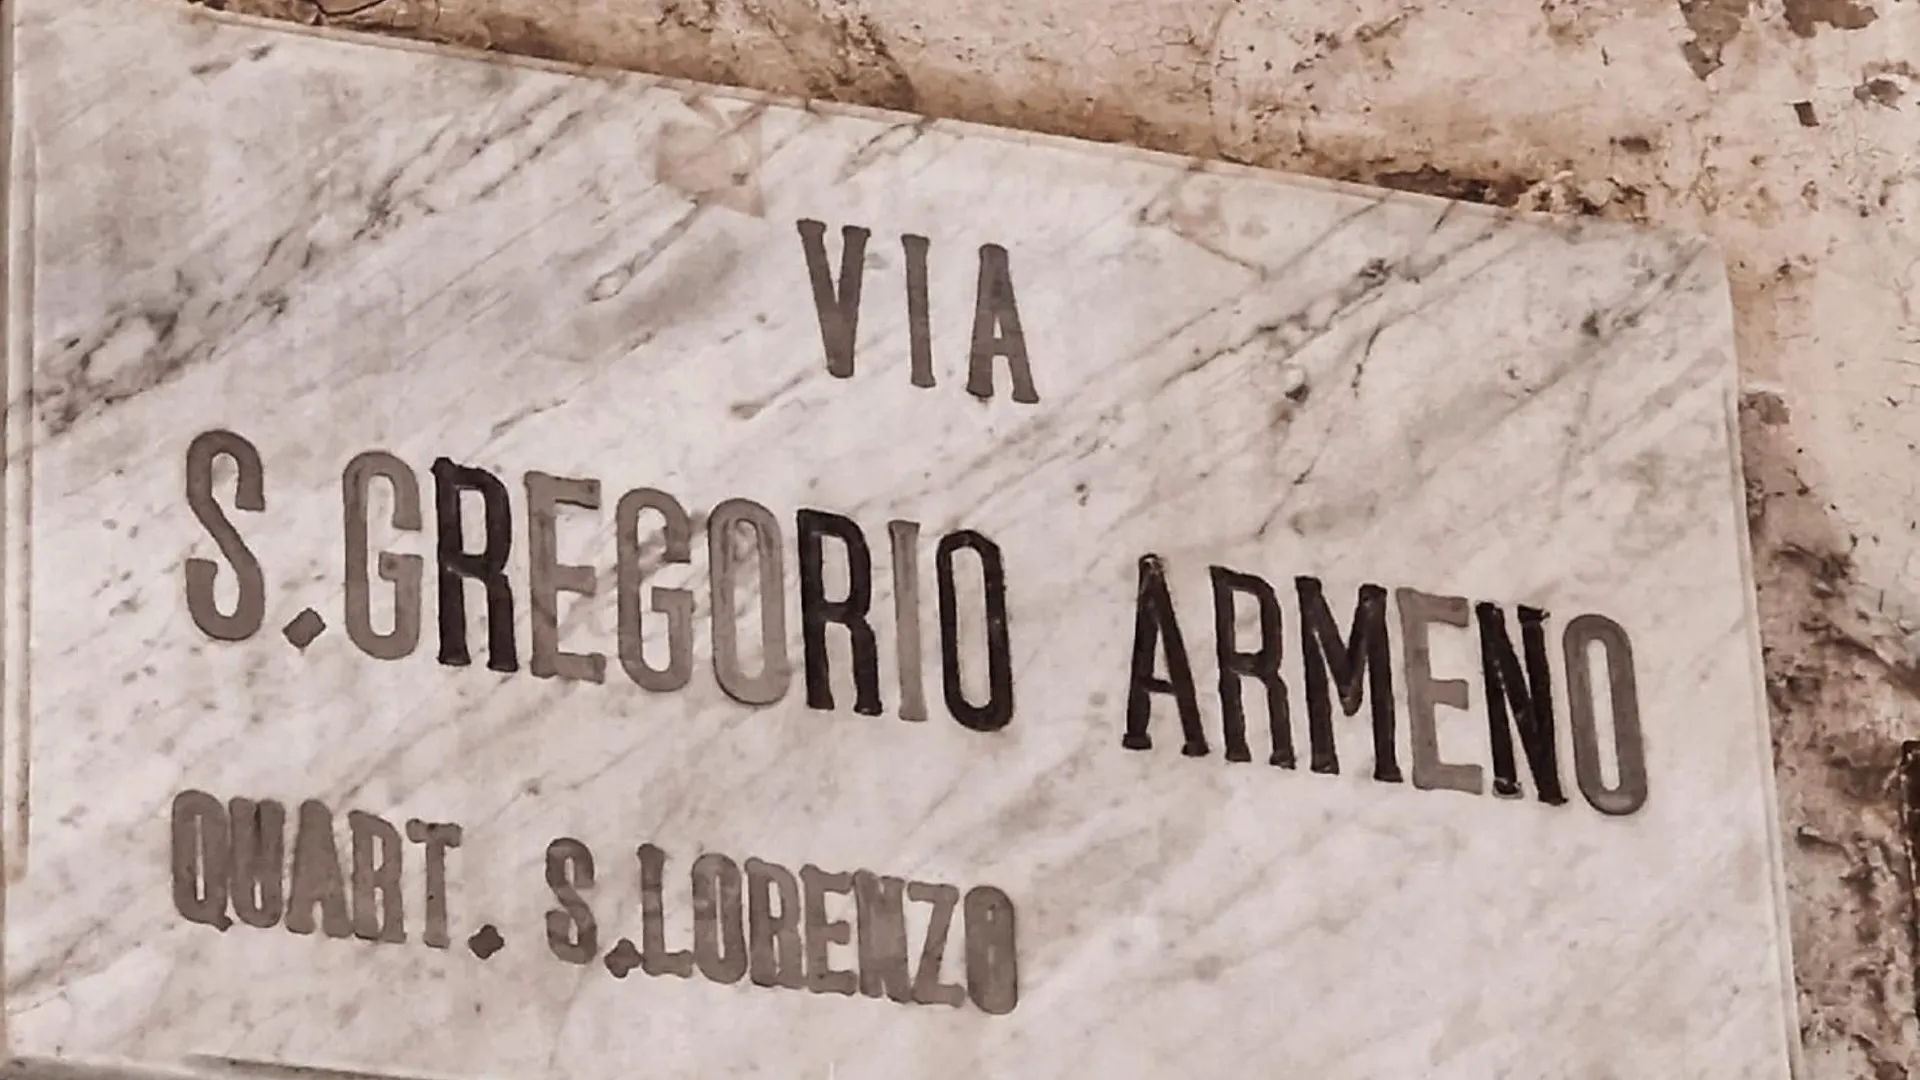 VIA
S. GREGORIO ARMENO
QUART. S. LORENZO